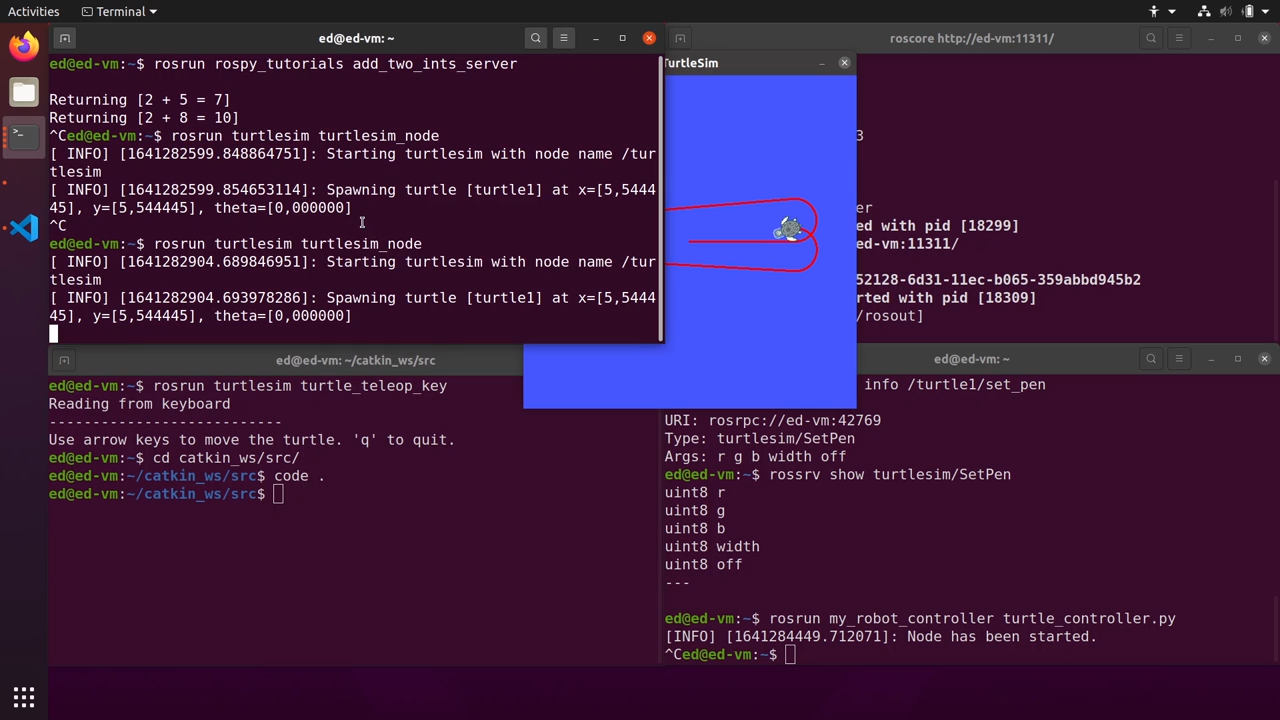 Activities
Terminal
ed@ed-vm: ~
ed@ed-vm:~$ rosrun rospy_tutorials add_two_ints_server
Returning [2 + 5 = 7]
Returning [2 + 8 = 10]
^Ced@ed-vm:~$ rosrun turtlesim turtlesim_node
[ INFO] [1641282599.848864751]: Starting turtlesim with node name /tur
tlesim
[ INFO] [1641282599.854653114]: Spawning turtle [turtle1] at x=[5,5444
45], y=[5,544445], theta=[0,000000]
^C
ed@ed-vm:~$ rosrun turtlesim turtlesim_node
[ INFO] [1641282904.689846951]: Starting turtlesim with node name /tur
tlesim
[ INFO] [1641282904.693978286]: Spawning turtle [turtle1] at x=[5,5444
45], y=[5,544445], theta=[0,000000]
TurtleSim
roscore http://ed-vm:11311/
3
er
ed with pid [18299]
ed-vm:11311/
52128-6d31-11ec-b065-359abbd945b2
rted with pid [18309]
/rosout]
ed@ed-vm: ~/catkin_ws/src
$ rosrun turtlesim turtle_teleop_key
ed@ed-vm:~
Reading from keyboard
---------------------------
Use arrow keys to move the turtle. 'q' to quit.
ed@ed-vm:~$ cd catkin_ws/src/
ed@ed-vm:~/catkin_ws/src$ code .
ed@ed-vm:~/catkin_ws/src$
ed@ed-vm: ~
info /turtle1/set_pen
URI: rosrpc://ed-vm:42769
Type: turtlesim/SetPen
Args: r g b width off
ed@ed-vm:~$ rossrv show turtlesim/SetPen
uint8 r
uint8 g
uint8 b
uint8 width
uint8 off
---
ed@ed-vm:~$ rosrun my_robot_controller turtle_controller.py
[INFO] [1641284449.712071]: Node has been started.
^Ced@ed-vm:~$